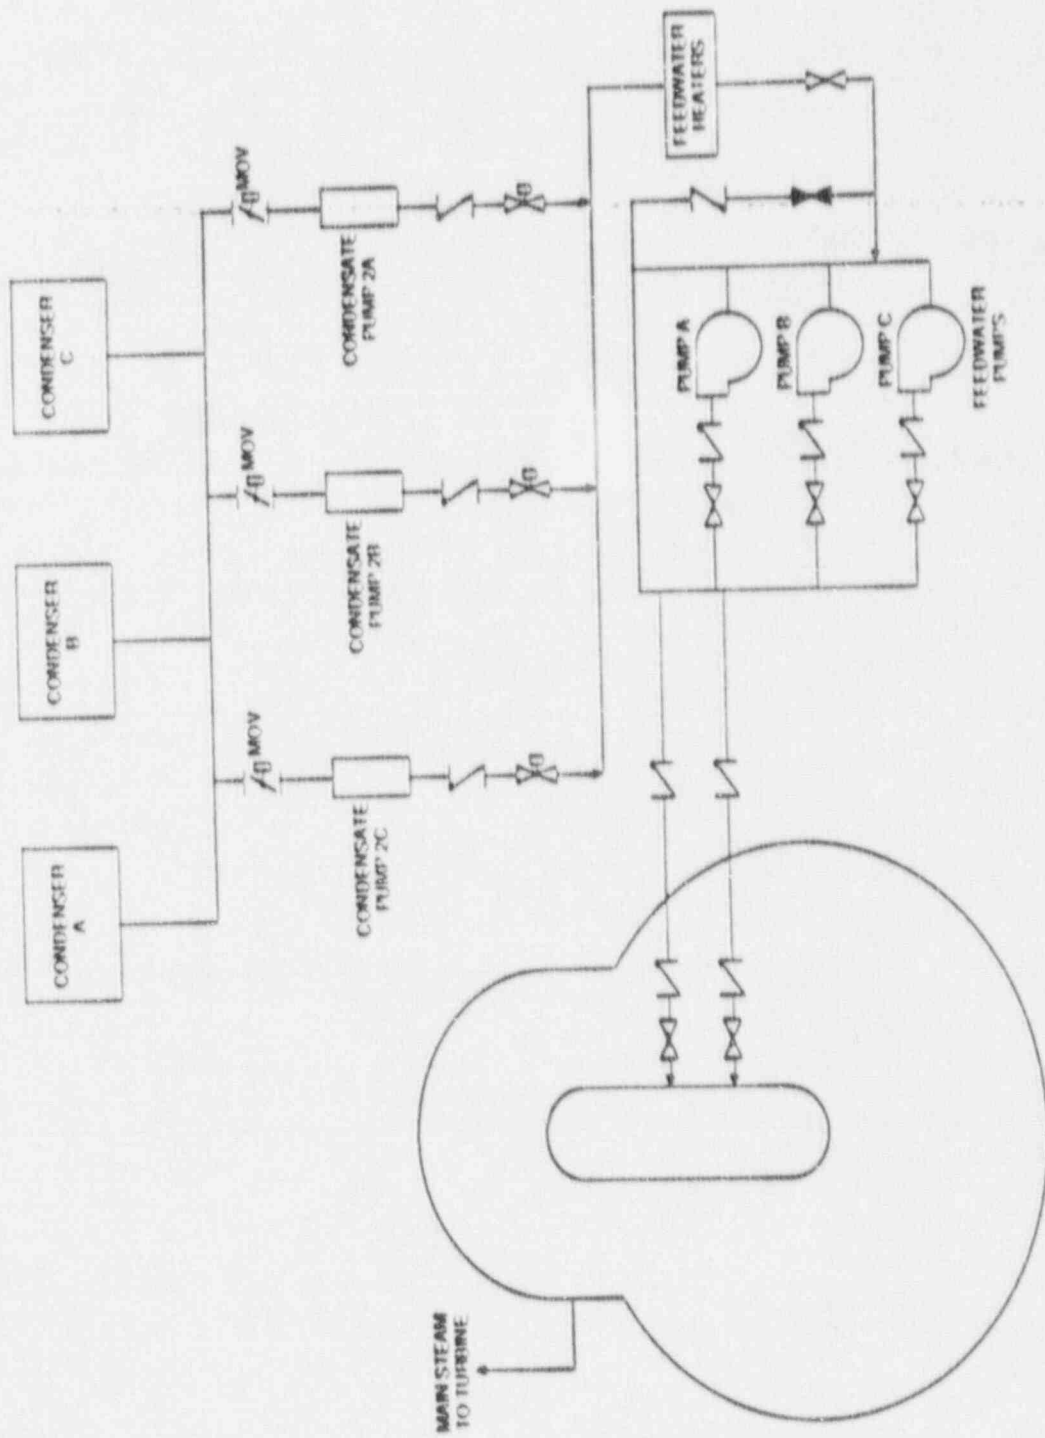 CONDENSER
A
CONDENSER
B
CONDENSER
C
MOV
MOV
MOV
CONDENSATE
PUMP 2C
CONDENSATE
PUMP 2B
CONDENSATE
PUMP 2A
FEEDWATER
HEATERS
PUMP A
PUMP B
PUMP C
FEEDWATER
PUMPS
MAIN STEAM
TO TURBINE